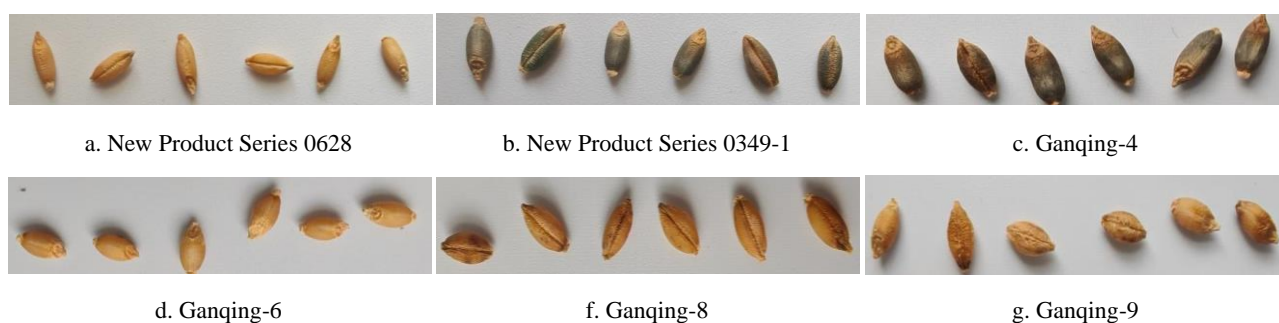 a. New Product Series 0628
b. New Product Series 0349-1
c. Ganqing-4
d. Ganqing-6
f. Ganqing-8
g. Ganqing-9